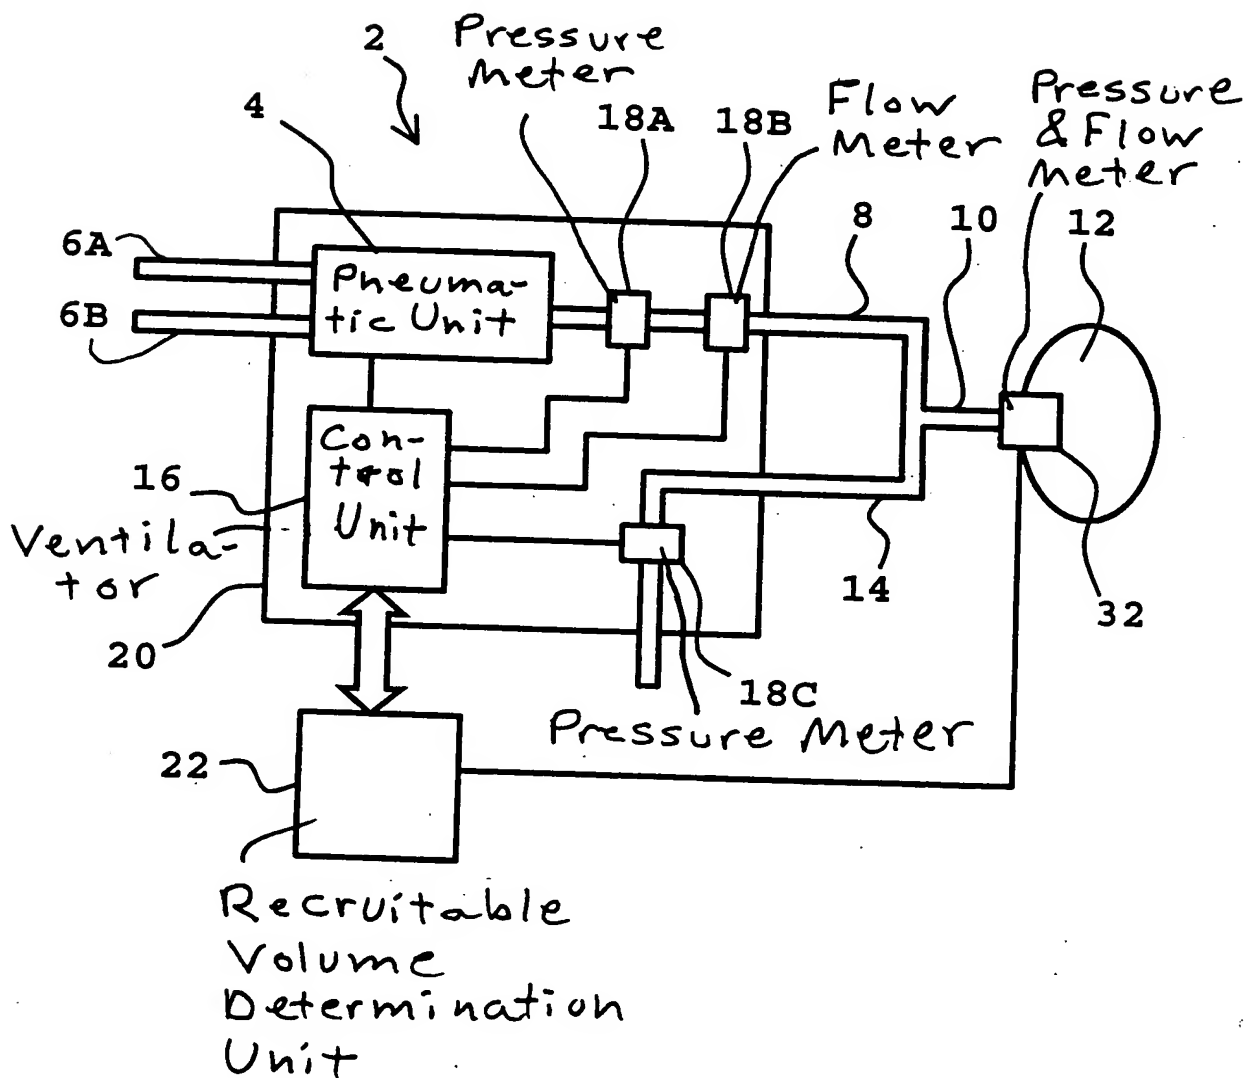 2
Pressure
Meter
4
18A
18B
Flow
Meter
Pressure
& Flow
Meter
8
10
12
6A
6B
Pneuma-
tic Unit
Con-
trol
Unit
16
Ventila-
tor
20
14
32
18C
Pressure Meter
22
Recruitable
Volume
Determination
Unit